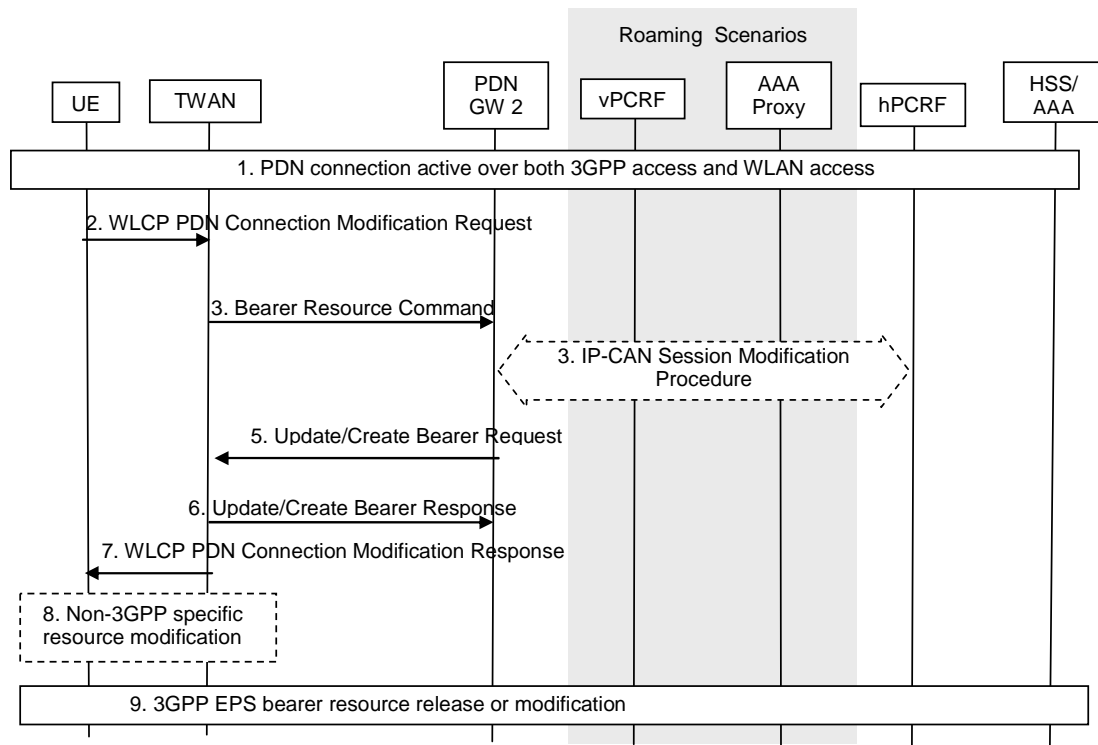 Roaming Scenarios
UE
TWAN
PDN
GW 2
vPCRF
AAA
Proxy
hPCRF
HSS/
AAA
1. PDN connection active over both 3GPP access and WLAN access
2. WLCP PDN Connection Modification Request
3. Bearer Resource Command
3. IP-CAN Session Modification
Procedure
5. Update/Create Bearer Request
6. Update/Create Bearer Response
7. WLCP PDN Connection Modification Response
8. Non-3GPP specific
resource modification
9. 3GPP EPS bearer resource release or modification